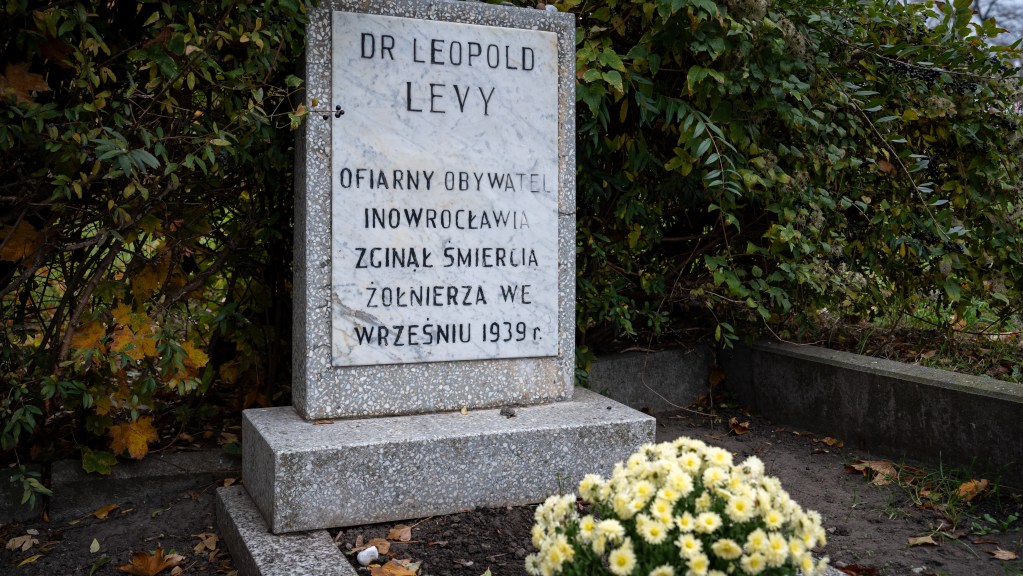 DR LEOPOLD
LEVY
OFIARNY OBYWATEL
INOWROCŁAWIA
ZGINĄŁ ŚMIERCIĄ
ŻOŁNIERZA WE
WRZEŚNIU 1939 r.